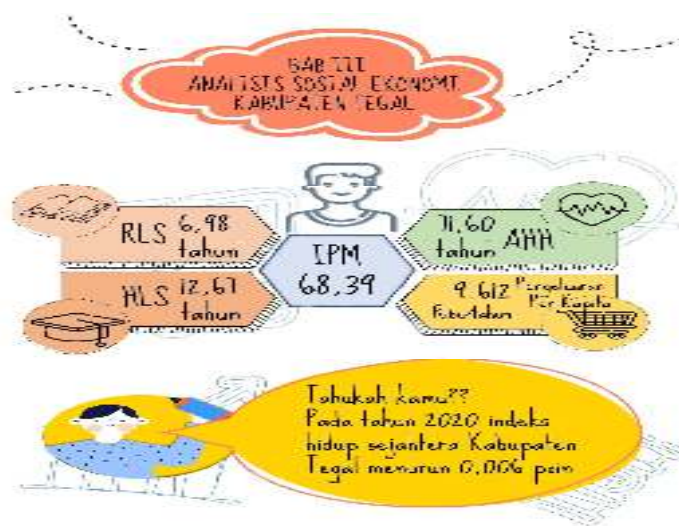 BAB III
ANALISIS SOSIAL EKONOMI
KABUPATEN TEGAL
RLS 6,98
tahun
HLS 12,67
tahun
IPM
68,39
71,60
tahun AHH
9.612 Pengeluaran
Per Kapita
Tahukah kamu??
Pada tahun 2020 indeks
hidup sejahtera Kabupaten
Tegal menurun 0,006 poin